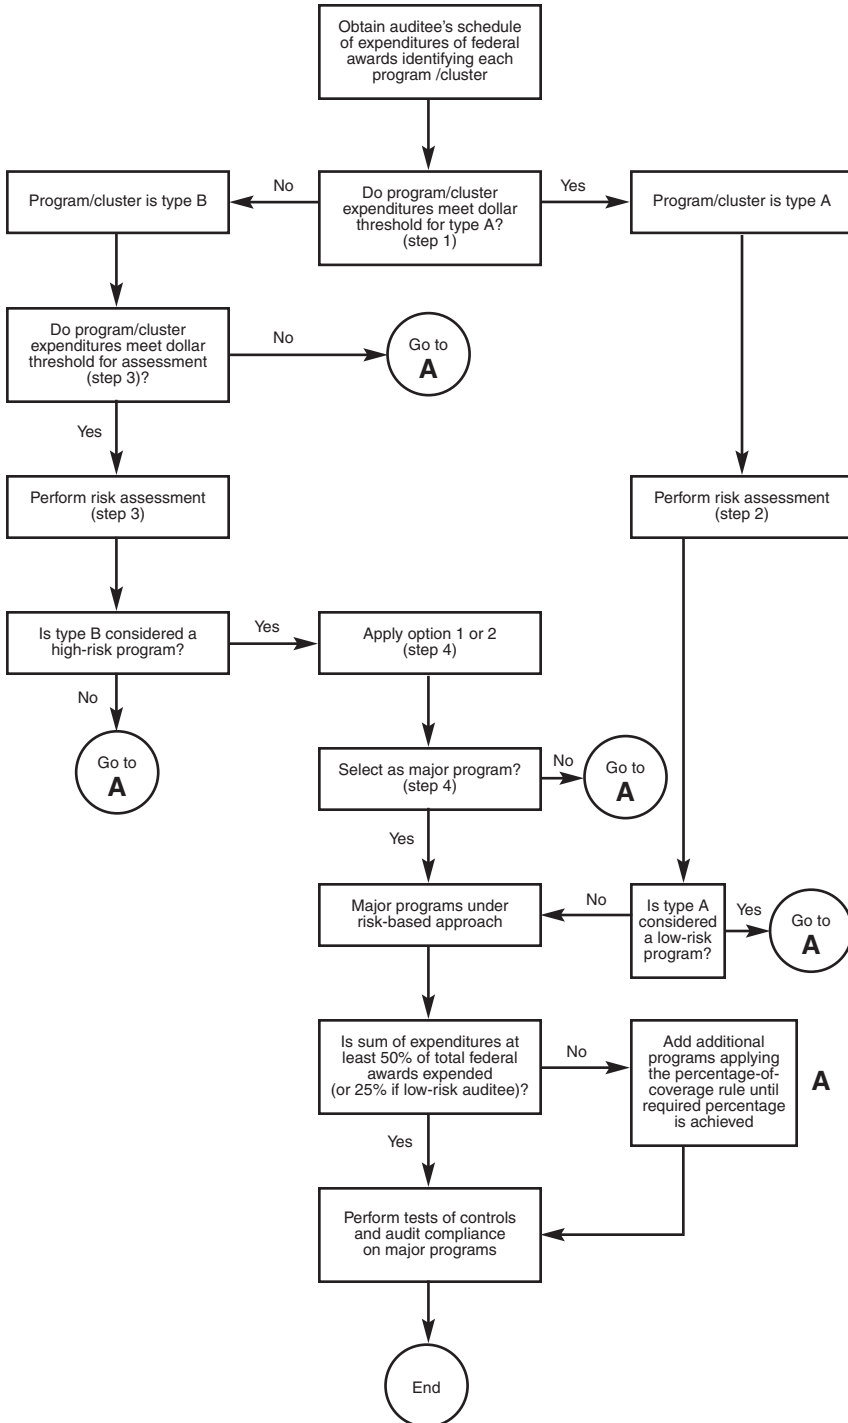 Obtain auditee's schedule
of expenditures of federal
awards identifying each
program /cluster
No
Yes
Program/cluster is type B
Do program/cluster
expenditures meet dollar
threshold for type A?
(step 1)
Program/cluster is type A
Do program/cluster
expenditures meet dollar
threshold for assessment
(step 3)?
No
Go to
A
Yes
Perform risk assessment
(step 3)
Perform risk assessment
(step 2)
Is type B considered a
high-risk program?
Yes
Apply option 1 or 2
(step 4)
No
Go to
A
Select as major program?
(step 4)
No
Go to
A
Yes
Major programs under
risk-based approach
No
Is type A
considered
a low-risk
program?
Yes
Go to
A
Is sum of expenditures at
least 50% of total federal
awards expended
(or 25% if low-risk auditee)?
No
Add additional
programs applying
the percentage-of-
coverage rule until
required percentage
is achieved
A
Yes
Perform tests of controls
and audit compliance
on major programs
End